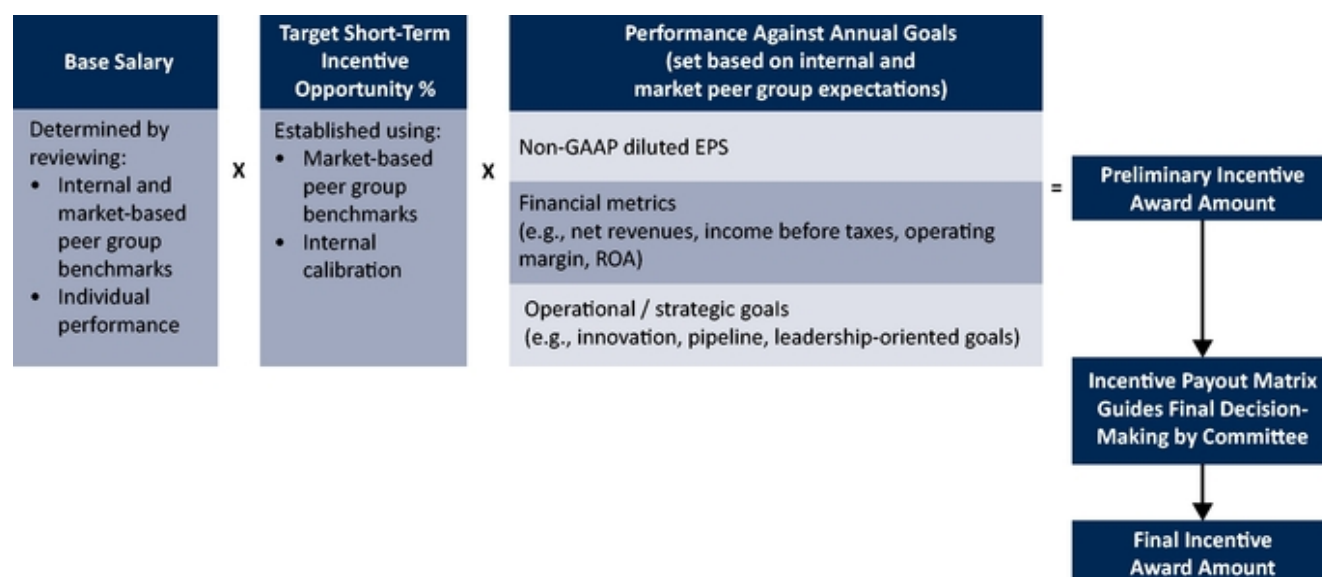 Base Salary
Determined by
reviewing:
• Internal and
market-based
peer group
benchmarks
• Individual
performance
x
Target Short-Term
Incentive
Opportunity %
Established using:
• Market-based
peer group
benchmarks
• Internal
calibration
x
Performance Against Annual Goals
(set based on internal and
market peer group expectations)
Non-GAAP diluted EPS
Financial metrics
(e.g., net revenues, income before taxes, operating
margin, ROA)
Operational / strategic goals
(e.g., innovation, pipeline, leadership-oriented goals)
=
Preliminary Incentive
Award Amount
Incentive Payout Matrix
Guides Final Decision-
Making by Committee
Final Incentive
Award Amount